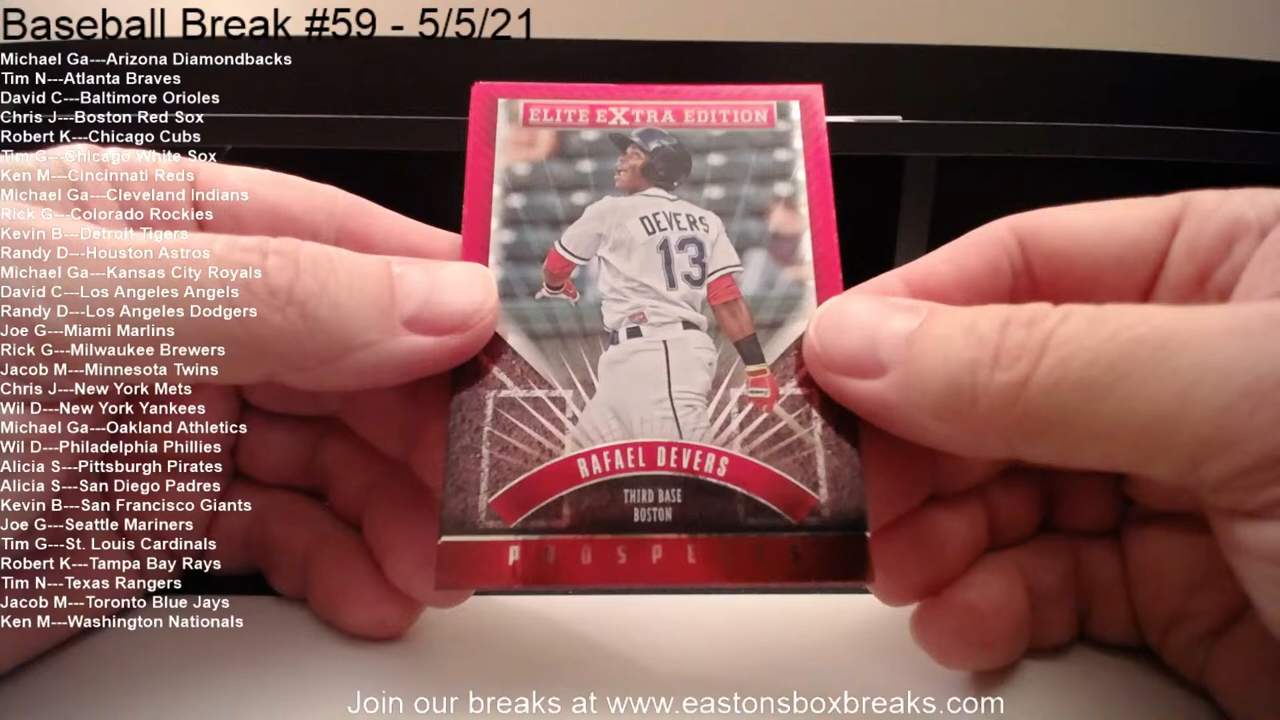 Baseball Break #59 - 5/5/21
Michael Ga---Arizona Diamondbacks
Tim N---Atlanta Braves
David C---Baltimore Orioles
Chris J---Boston Red Sox
Robert K---Chicago Cubs
Tim G---Chicago White Sox
Ken M---Cincinnati Reds
Michael Ga---Cleveland Indians
Rick G---Colorado Rockies
Kevin B---Detroit Tigers
Randy D---Houston Astros
Michael Ga---Kansas City Royals
David C---Los Angeles Angels
Randy D---Los Angeles Dodgers
Joe G---Miami Marlins
Rick G---Milwaukee Brewers
Jacob M---Minnesota Twins
Chris J---New York Mets
Wil D---New York Yankees
Michael Ga---Oakland Athletics
Wil D---Philadelphia Phillies
Alicia S---Pittsburgh Pirates
Alicia S---San Diego Padres
Kevin B---San Francisco Giants
Joe G---Seattle Mariners
Tim G---St. Louis Cardinals
Robert K---Tampa Bay Rays
Tim N---Texas Rangers
Jacob M---Toronto Blue Jays
Ken M---Washington Nationals
ELITE EXTRA EDITION
DEVERS
13
RAFAEL DEVERS
THIRD BASE
BOSTON
Join our breaks at www.eastonsboxbreaks.com